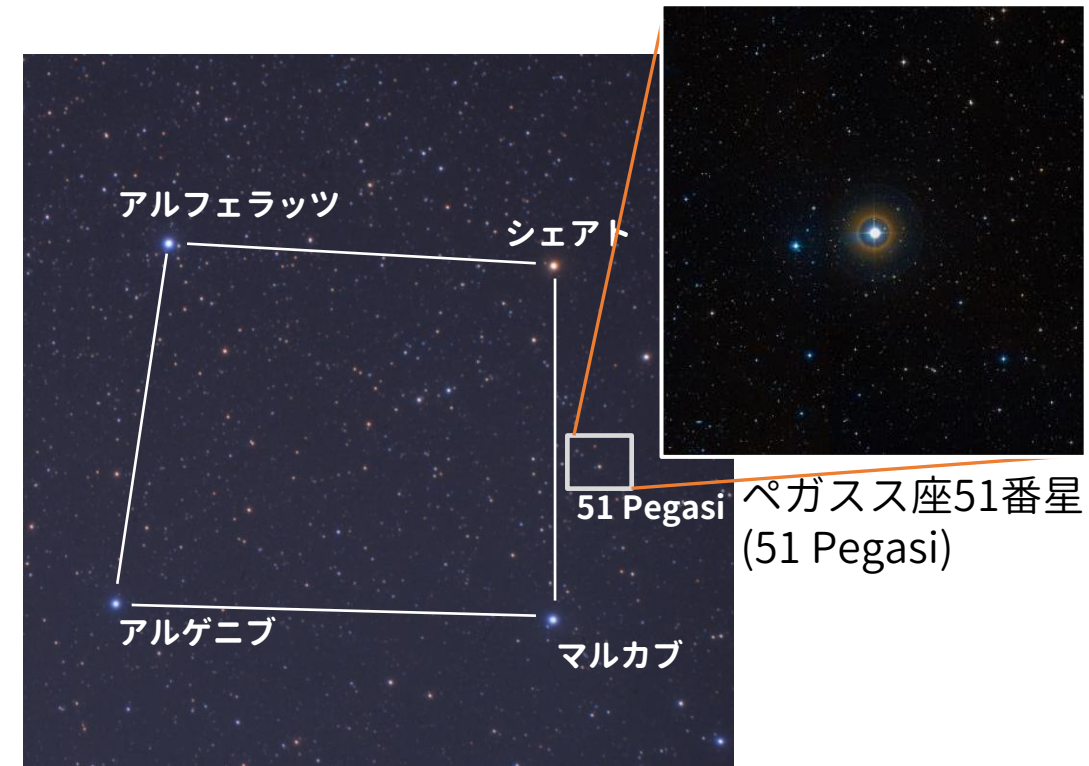 アルフェラッツ
シェアト
51 Pegasi
アルゲニブ
マルカブ
ペガスス座51番星
(51 Pegasi)